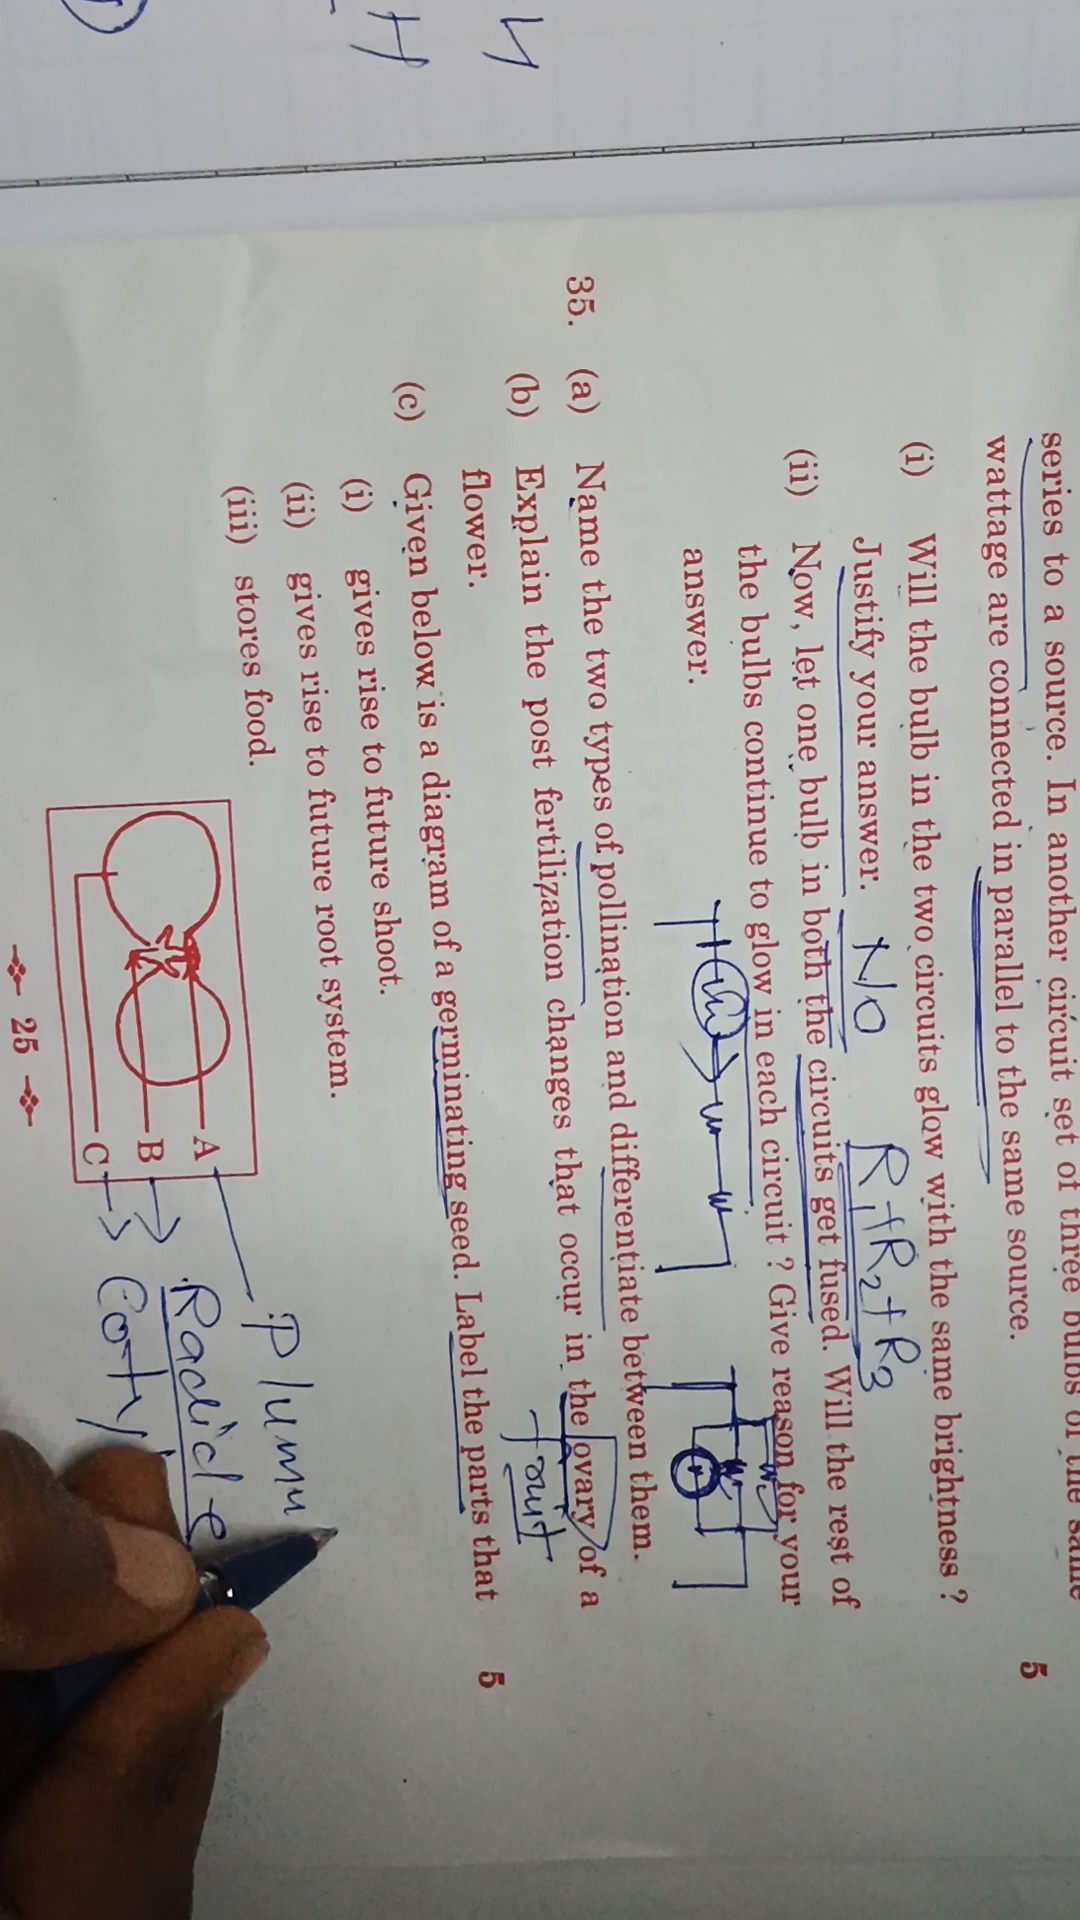 series to a source. In another circuit set of three bulbs of the same
wattage are connected in parallel to the same source.
5
(i) Will the bulb in the two circuits glow with the same brightness ?
Justify your answer. NO R1+R2+R3
(ii) Now, let one bulb in both the circuits get fused. Will the rest of
the bulbs continue to glow in each circuit ? Give reason for your
answer.
35. (a) Name the two types of pollination and differentiate between them.
(b) Explain the post fertilization changes that occur in the ovary of a
flower.
fruit
(c) Given below is a diagram of a germinating seed. Label the parts that
5
(i) gives rise to future shoot.
(ii) gives rise to future root system.
(iii) stores food.
A Plumu
B Radicle
C Coty
25